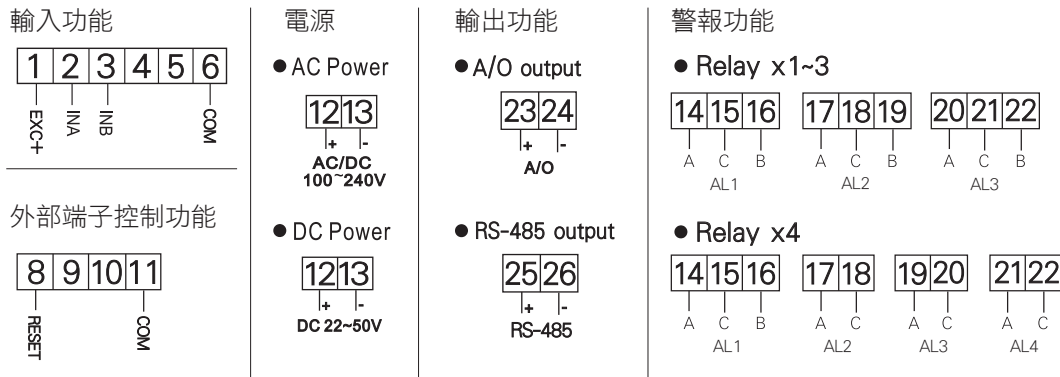 輸入功能
1 2 3 4 5 6
EXC+ INA INB COM
外部端子控制功能
8 9 10 11
RESET COM
電源
● AC Power
12 13
+ -
AC/DC
100~240V
● DC Power
12 13
+ -
DC 22~50V
輸出功能
● A/O output
23 24
+ -
A/O
● RS-485 output
25 26
+ -
RS-485
警報功能
● Relay x1~3
14 15 16 17 18 19 20 21 22
A C B A C B A C B
AL1 AL2 AL3
● Relay x4
14 15 16 17 18 19 20 21 22
A C B A C A C A C
AL1 AL2 AL3 AL4